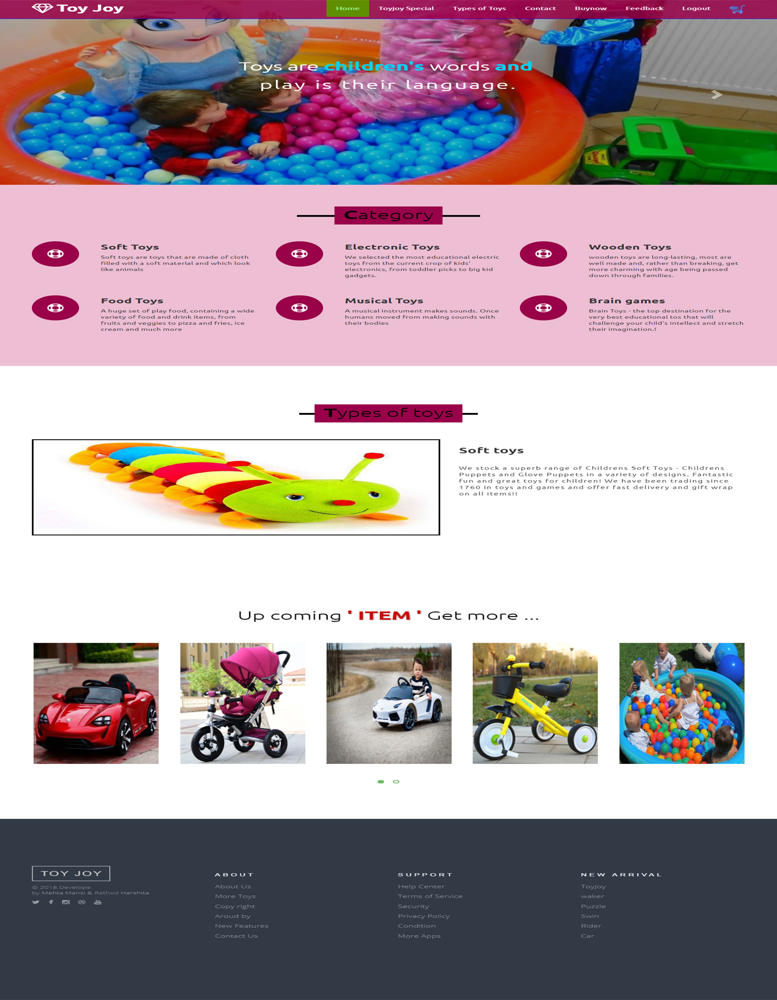 Toy Joy
Home Toyjoy Special Types of Toys Contact Buynow Feedback Logout
Toys are children's words and
play is their language.
Category
Soft Toys
Soft toys are toys that are made of cloth
filled with a soft material and which look
like animals
Electronic Toys
We selected the most educational electric
toys from the current crop of kids'
electronics, from toddler picks to big kid
gadgets.
Wooden Toys
wooden toys are long-lasting, most are
well made and, rather than breaking, get
more charming with age being passed
down through families.
Food Toys
A huge set of play food, containing a wide
variety of food and drink items, from
fruits and veggies to pizza and fries, ice
cream and much more
Musical Toys
A musical instrument makes sounds. Once
humans moved from making sounds with
their bodies
Brain games
Brain Toys - the top destination for the
very best educational tos that will
challenge your child's intellect and stretch
their imagination.!
Types of toys
Soft toys
We stock a superb range of Childrens Soft Toys - Childrens
Puppets and Glove Puppets in a variety of designs. Fantastic
fun and great toys for children! We have been trading since
1760 in toys and games and offer fast delivery and gift wrap
on all items!!
Up coming ' ITEM ' Get more ...
TOY JOY
© 2018.Develope.
by Mehta Mansi & Rathod Harshita
ABOUT
About Us
More Toys
Copy right
Aroud by
New Features
Contact Us
SUPPORT
Help Center
Terms of Service
Security
Privacy Policy
Condition
More Apps
NEW ARRIVAL
ToyJoy
waker
Puzzle
Swin
Rider
Car